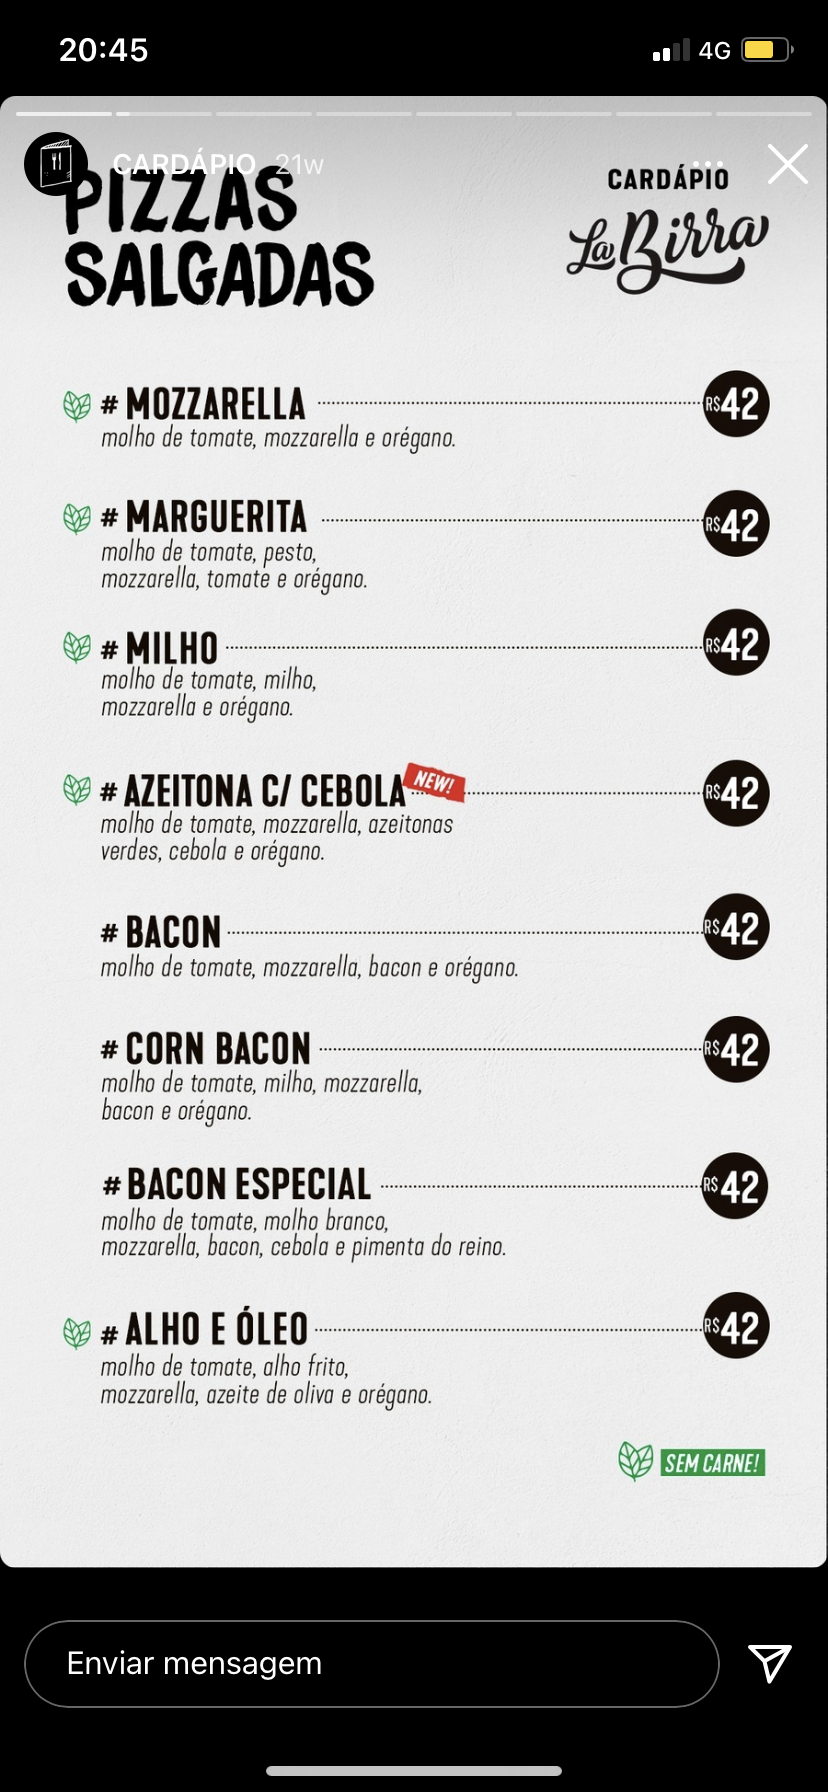 20:45
4G
CARDÁPIO 21w
PIZZAS
SALGADAS
CARDÁPIO
La Birra
# MOZZARELLA R$42
molho de tomate, mozzarella e orégano.
# MARGUERITA R$42
molho de tomate, pesto,
mozzarella, tomate e orégano.
# MILHO R$42
molho de tomate, milho,
mozzarella e orégano.
# AZEITONA C/ CEBOLA NEW! R$42
molho de tomate, mozzarella, azeitonas
verdes, cebola e orégano.
# BACON R$42
molho de tomate, mozzarella, bacon e orégano.
# CORN BACON R$42
molho de tomate, milho, mozzarella,
bacon e orégano.
# BACON ESPECIAL R$42
molho de tomate, molho branco,
mozzarella, bacon, cebola e pimenta do reino.
# ALHO E ÓLEO R$42
molho de tomate, alho frito,
mozzarella, azeite de oliva e orégano.
SEM CARNE!
Enviar mensagem